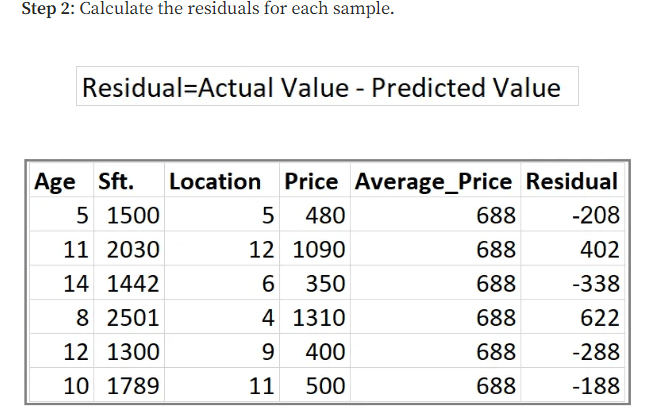 Step 2: Calculate the residuals for each sample.
Residual=Actual Value - Predicted Value
Age Sft. Location Price Average_Price Residual
5 1500 5 480 688 -208
11 2030 12 1090 688 402
14 1442 6 350 688 -338
8 2501 4 1310 688 622
12 1300 9 400 688 -288
10 1789 11 500 688 -188